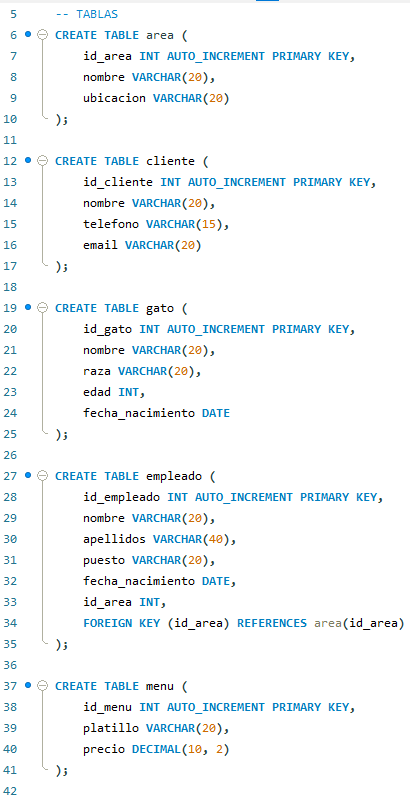 5 -- TABLAS
6 CREATE TABLE area (
7 id_area INT AUTO_INCREMENT PRIMARY KEY,
8 nombre VARCHAR(20),
9 ubicacion VARCHAR(20)
10 );
11
12 CREATE TABLE cliente (
13 id_cliente INT AUTO_INCREMENT PRIMARY KEY,
14 nombre VARCHAR(20),
15 telefono VARCHAR(15),
16 email VARCHAR(20)
17 );
18
19 CREATE TABLE gato (
20 id_gato INT AUTO_INCREMENT PRIMARY KEY,
21 nombre VARCHAR(20),
22 raza VARCHAR(20),
23 edad INT,
24 fecha_nacimiento DATE
25 );
26
27 CREATE TABLE empleado (
28 id_empleado INT AUTO_INCREMENT PRIMARY KEY,
29 nombre VARCHAR(20),
30 apellidos VARCHAR(40),
31 puesto VARCHAR(20),
32 fecha_nacimiento DATE,
33 id_area INT,
34 FOREIGN KEY (id_area) REFERENCES area(id_area)
35 );
36
37 CREATE TABLE menu (
38 id_menu INT AUTO_INCREMENT PRIMARY KEY,
39 platillo VARCHAR(20),
40 precio DECIMAL(10, 2)
41 );
42